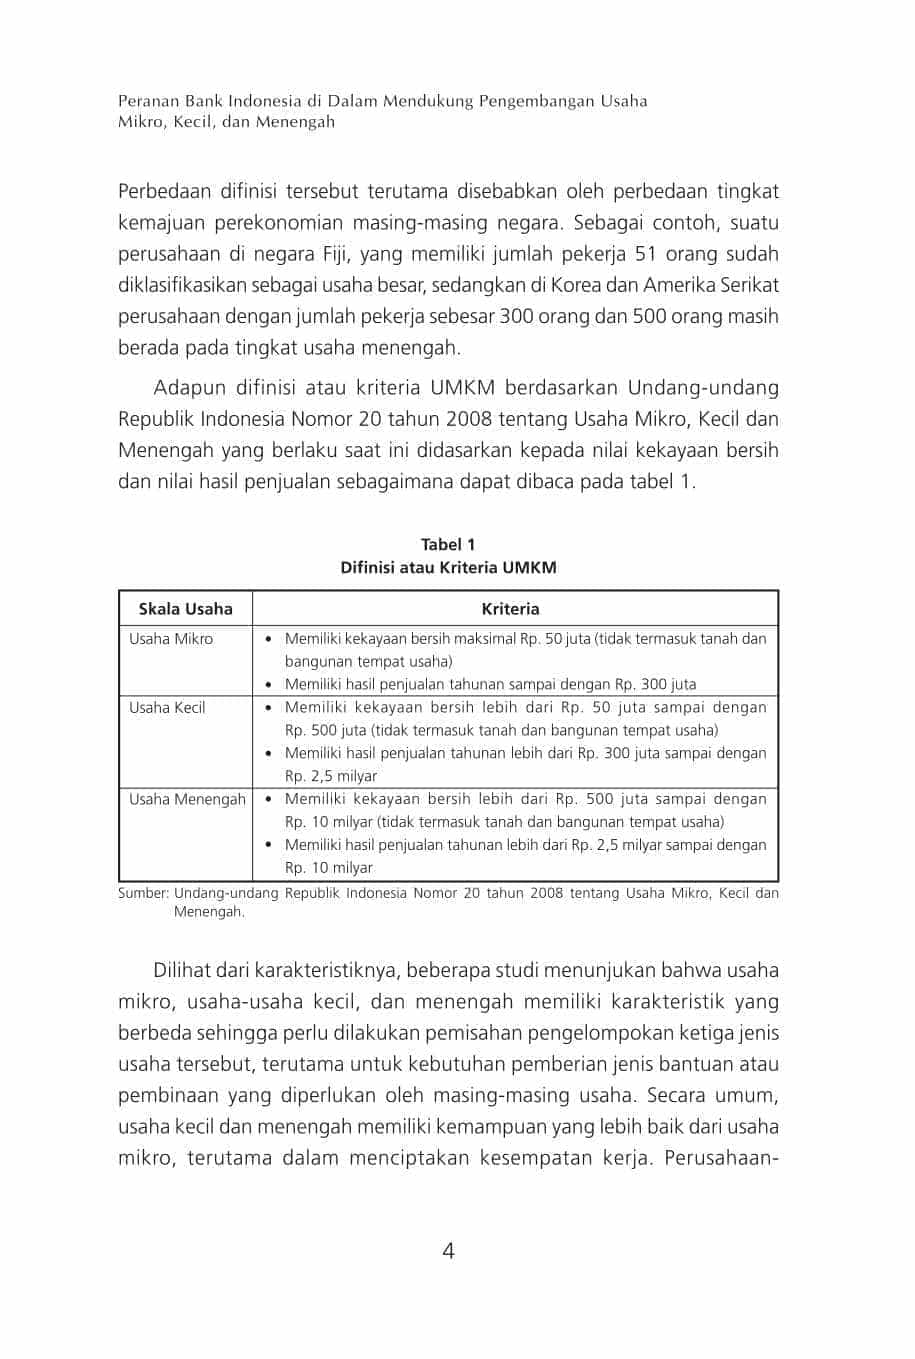 Peranan Bank Indonesia di Dalam Mendukung Pengembangan Usaha
Mikro, Kecil, dan Menengah
Perbedaan difinisi tersebut terutama disebabkan oleh perbedaan tingkat
kemajuan perekonomian masing-masing negara. Sebagai contoh, suatu
perusahaan di negara Fiji, yang memiliki jumlah pekerja 51 orang sudah
diklasifikasikan sebagai usaha besar, sedangkan di Korea dan Amerika Serikat
perusahaan dengan jumlah pekerja sebesar 300 orang dan 500 orang masih
berada pada tingkat usaha menengah.
Adapun difinisi atau kriteria UMKM berdasarkan Undang-undang
Republik Indonesia Nomor 20 tahun 2008 tentang Usaha Mikro, Kecil dan
Menengah yang berlaku saat ini didasarkan kepada nilai kekayaan bersih
dan nilai hasil penjualan sebagaimana dapat dibaca pada tabel 1.
Tabel 1
Difinisi atau Kriteria UMKM
Skala Usaha Kriteria
Usaha Mikro • Memiliki kekayaan bersih maksimal Rp. 50 juta (tidak termasuk tanah dan
bangunan tempat usaha)
• Memiliki hasil penjualan tahunan sampai dengan Rp. 300 juta
Usaha Kecil • Memiliki kekayaan bersih lebih dari Rp. 50 juta sampai dengan
Rp. 500 juta (tidak termasuk tanah dan bangunan tempat usaha)
• Memiliki hasil penjualan tahunan lebih dari Rp. 300 juta sampai dengan
Rp. 2,5 milyar
Usaha Menengah • Memiliki kekayaan bersih lebih dari Rp. 500 juta sampai dengan
Rp. 10 milyar (tidak termasuk tanah dan bangunan tempat usaha)
• Memiliki hasil penjualan tahunan lebih dari Rp. 2,5 milyar sampai dengan
Rp. 10 milyar
Sumber: Undang-undang Republik Indonesia Nomor 20 tahun 2008 tentang Usaha Mikro, Kecil dan
Menengah.
Dilihat dari karakteristiknya, beberapa studi menunjukan bahwa usaha
mikro, usaha-usaha kecil, dan menengah memiliki karakteristik yang
berbeda sehingga perlu dilakukan pemisahan pengelompokan ketiga jenis
usaha tersebut, terutama untuk kebutuhan pemberian jenis bantuan atau
pembinaan yang diperlukan oleh masing-masing usaha. Secara umum,
usaha kecil dan menengah memiliki kemampuan yang lebih baik dari usaha
mikro, terutama dalam menciptakan kesempatan kerja. Perusahaan-
4